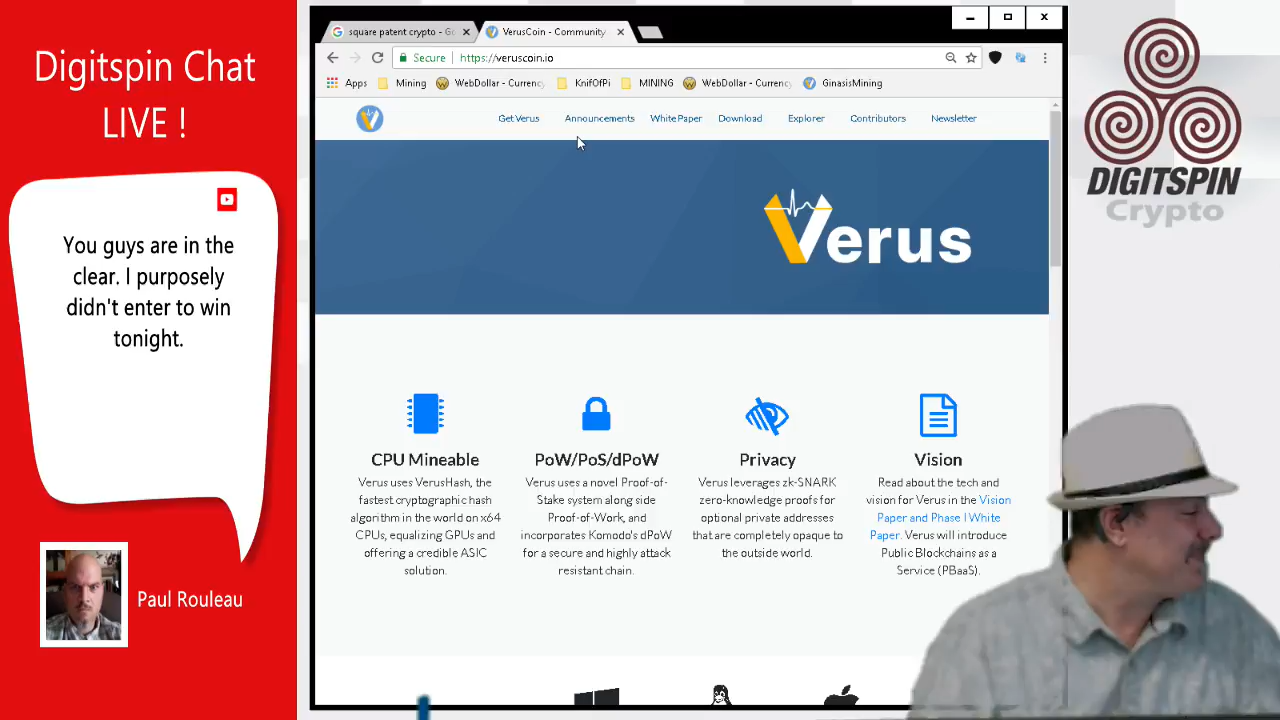 Digitspin Chat
LIVE !
You guys are in the
clear. I purposely
didn't enter to win
tonight.
Paul Rouleau
square patent crypto - Go
VerusCoin - Community
Secure
https://veruscoin.io
Apps
Mining
WebDollar - Currency
KnifOfPi
MINING
WebDollar - Currency
GinasisMining
Get Verus
Announcements
White Paper
Download
Explorer
Contributors
Newsletter
Verus
CPU Mineable
Verus uses VerusHash, the
fastest cryptographic hash
algorithm in the world on x64
CPUs, equalizing GPUs and
offering a credible ASIC
solution.
PoW/PoS/dPoW
Verus uses a novel Proof-of-
Stake system along side
Proof-of-Work, and
incorporates Komodo's dPoW
for a secure and highly attack
resistant chain.
Privacy
Verus leverages zk-SNARK
zero-knowledge proofs for
optional private addresses
that are completely opaque to
the outside world.
Vision
Read about the tech and
vision for Verus in the Vision
Paper and Phase I White
Paper. Verus will introduce
Public Blockchains as a
Service (PBaaS).
DIGITSPIN
Crypto